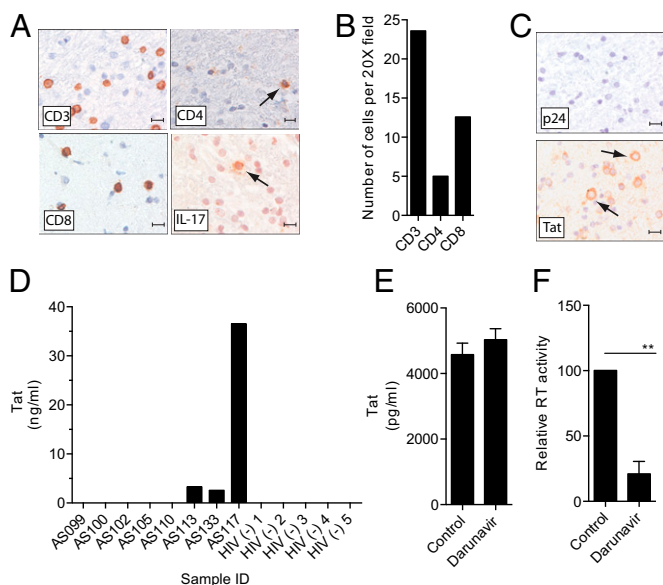 A
CD3
CD4
CD8
IL-17
B
Number of cells per 20X field
25
20
15
10
5
0
CD3
CD4
CD8
C
p24
Tat
D
Tat
(ng/ml)
40
30
20
10
0
AS099
AS100
AS102
AS105
AS110
AS113
AS133
AS117
HIV (-) 1
HIV (-) 2
HIV (-) 3
HIV (-) 4
HIV (-) 5
Sample ID
E
Tat
(pg/ml)
6000
4000
2000
0
Control
Darunavir
F
Relative RT activity
150
100
50
0
**
Control
Darunavir